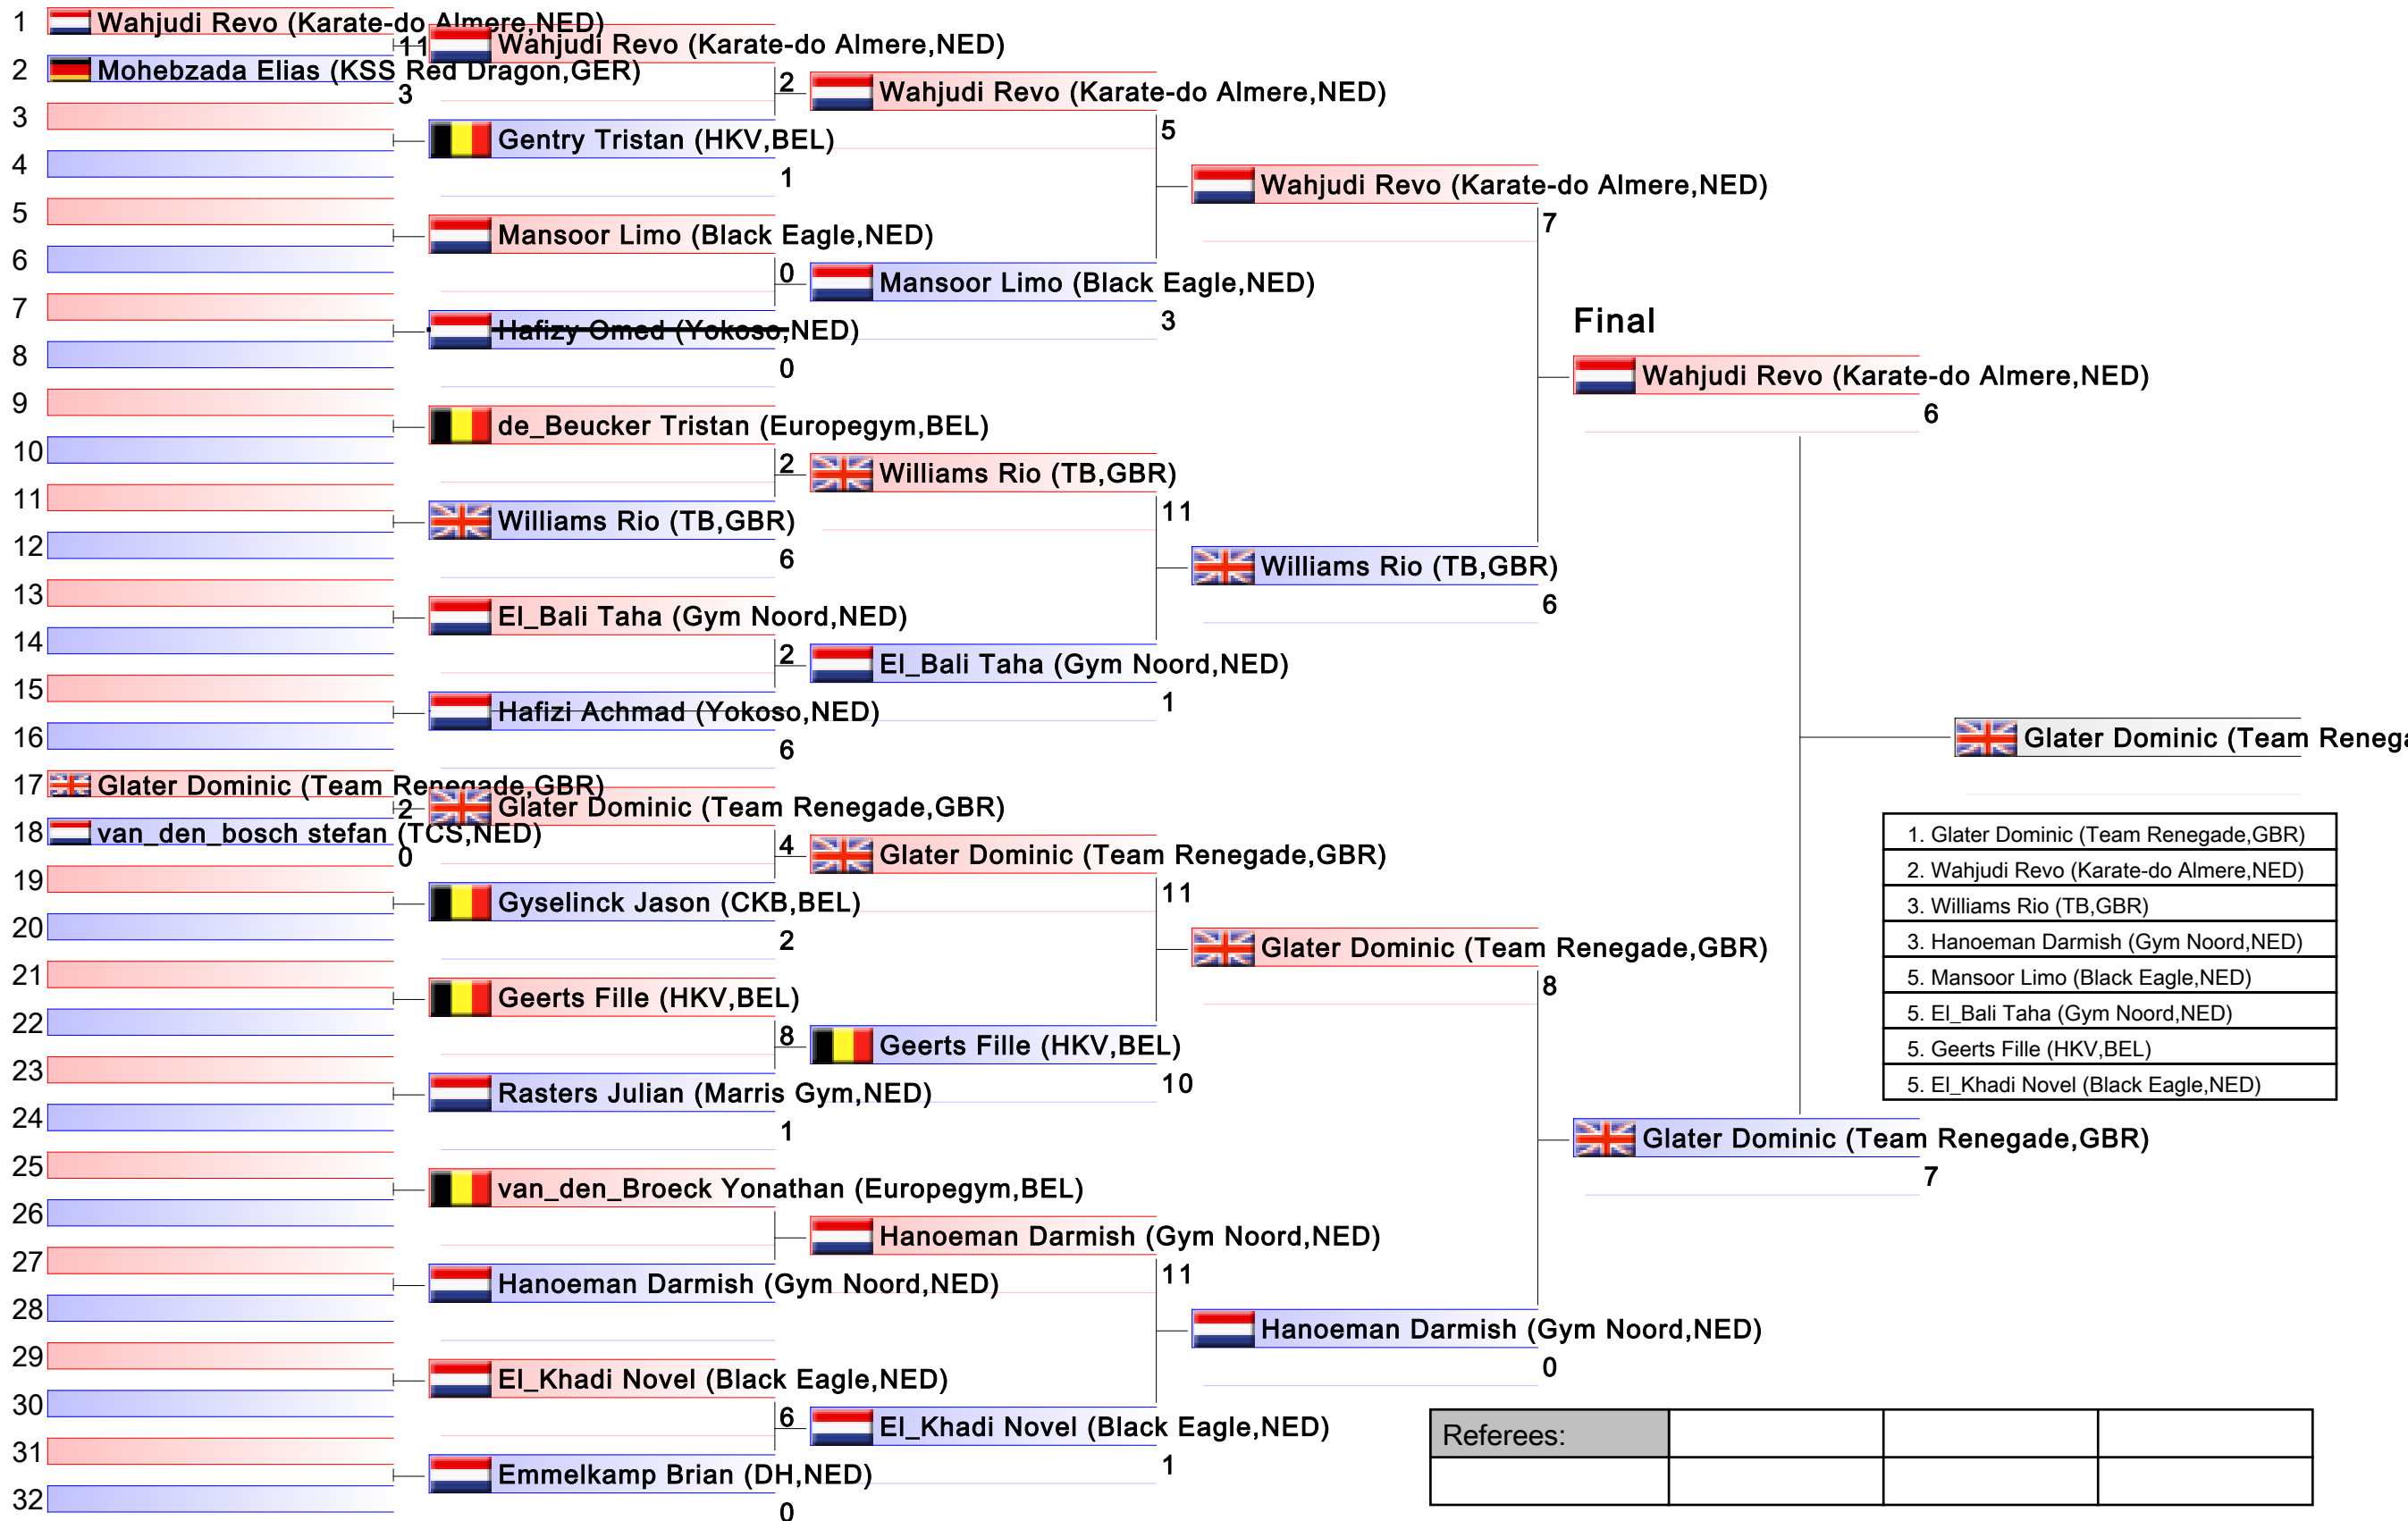 1 Wahjudi Revo (Karate-do Almere,NED)
11
2 Mohebzada Elias (KSS Red Dragon,GER)
3
3
4
5
6
7
8
9
10
11
12
13
14
15
16
17 Glater Dominic (Team Renegade,GBR)
2
18 van_den_bosch stefan (TCS,NED)
0
19
20
21
22
23
24
25
26
27
28
29
30
31
32
Wahjudi Revo (Karate-do Almere,NED)
2
Gentry Tristan (HKV,BEL)
1
Mansoor Limo (Black Eagle,NED)
0
Hafizy Omed (Yokoso,NED)
0
de_Beucker Tristan (Europegym,BEL)
2
Williams Rio (TB,GBR)
6
El_Bali Taha (Gym Noord,NED)
2
Hafizi Achmad (Yokoso,NED)
6
Glater Dominic (Team Renegade,GBR)
4
Gyselinck Jason (CKB,BEL)
2
Geerts Fille (HKV,BEL)
8
Rasters Julian (Marris Gym,NED)
1
van_den_Broeck Yonathan (Europegym,BEL)
Hanoeman Darmish (Gym Noord,NED)
El_Khadi Novel (Black Eagle,NED)
6
Emmelkamp Brian (DH,NED)
0
Wahjudi Revo (Karate-do Almere,NED)
5
Mansoor Limo (Black Eagle,NED)
3
Williams Rio (TB,GBR)
11
El_Bali Taha (Gym Noord,NED)
1
Glater Dominic (Team Renegade,GBR)
11
Geerts Fille (HKV,BEL)
10
Hanoeman Darmish (Gym Noord,NED)
11
El_Khadi Novel (Black Eagle,NED)
1
Wahjudi Revo (Karate-do Almere,NED)
7
Williams Rio (TB,GBR)
6
Glater Dominic (Team Renegade,GBR)
8
Hanoeman Darmish (Gym Noord,NED)
0
Final
Wahjudi Revo (Karate-do Almere,NED)
6
Glater Dominic (Team Renegade,GBR)
7
Glater Dominic (Team Renega
1. Glater Dominic (Team Renegade,GBR)
2. Wahjudi Revo (Karate-do Almere,NED)
3. Williams Rio (TB,GBR)
3. Hanoeman Darmish (Gym Noord,NED)
5. Mansoor Limo (Black Eagle,NED)
5. El_Bali Taha (Gym Noord,NED)
5. Geerts Fille (HKV,BEL)
5. El_Khadi Novel (Black Eagle,NED)
Referees: